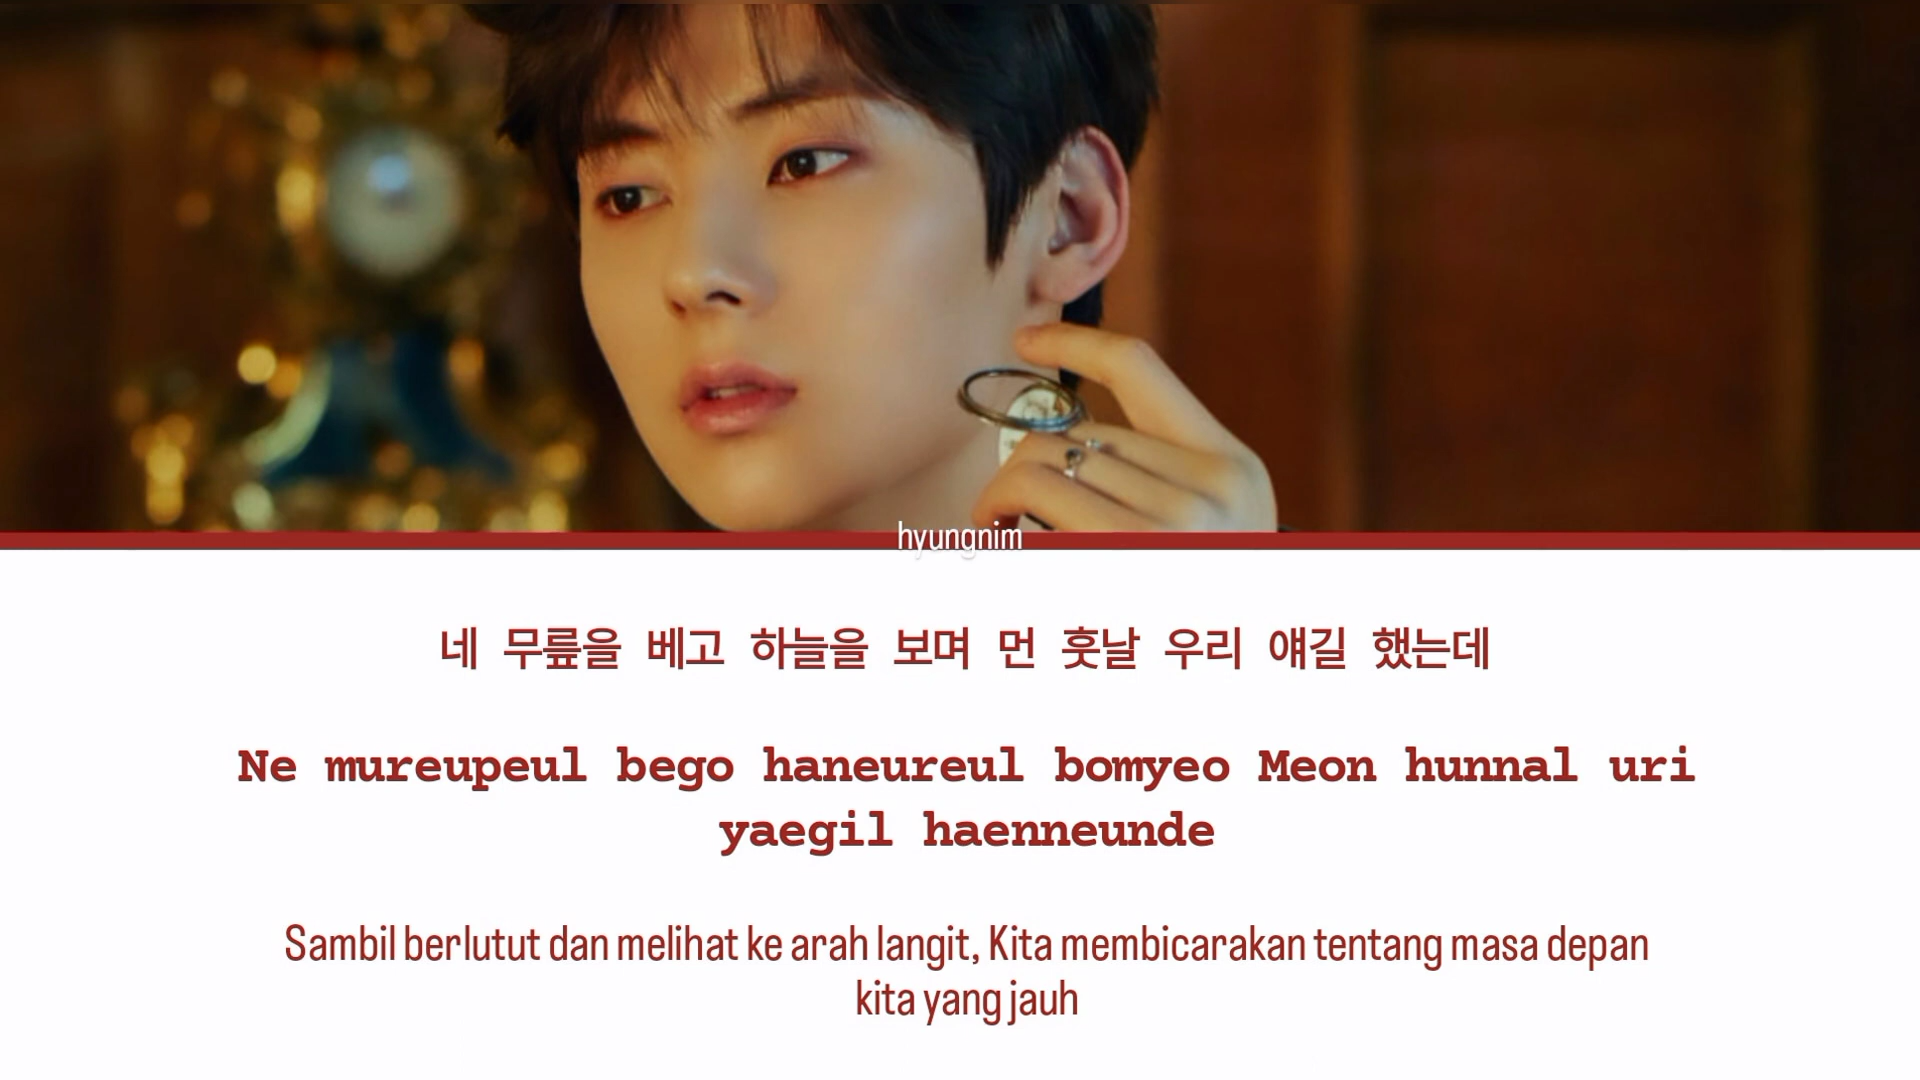 hyungnim
네 무릎을 베고 하늘을 보며 먼 훗날 우리 얘길 했는데
Ne mureupeul bego haneureul bomyeo Meon hunnal uri
yaegil haenneunde
Sambil berlutut dan melihat ke arah langit, Kita membicarakan tentang masa depan
kita yang jauh